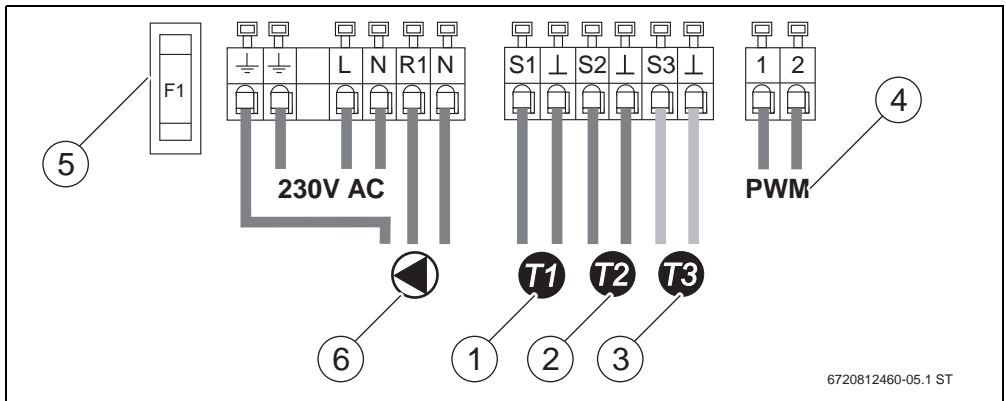 F1
L N R1 N
S1 ⊥ S2 ⊥ S3 ⊥
1 2
4
5
230V AC
PWM
T1 T2 T3
6 1 2 3
6720812460-05.1 ST